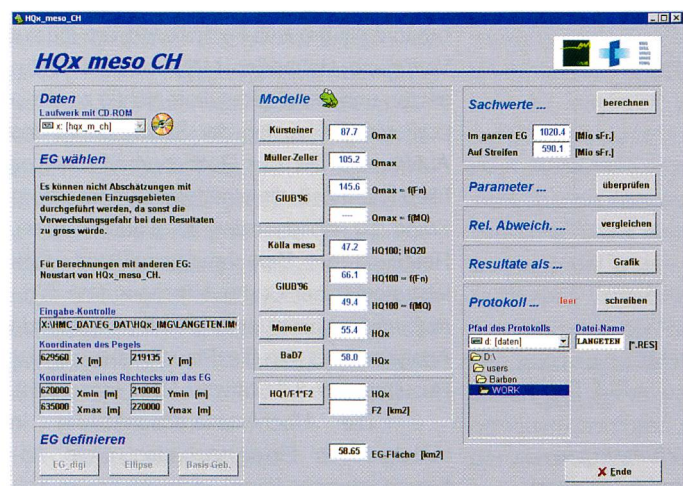 HQx_meso_CH
HQx meso CH
Daten
Laufwerk mit CD-ROM
x: [hqx_m_ch]
EG wählen
Es können nicht Abschätzungen mit
verschiedenen Einzugsgebieten
durchgeführt werden, da sonst die
Verwechslungsgefahr bei den Resultaten
zu gross würde.
Für Berechnungen mit anderen EG:
Neustart von HQx_meso_CH.
Eingabe-Kontrolle
X:\HMC_DAT\EG_DAT\HQx_IMG\LANGETEN.IM
Koordinaten des Pegels
629560 X [m] 219135 Y [m]
Koordinaten eines Rechtecks um das EG
620000 Xmin [m] 210000 Ymin [m]
635000 Xmax [m] 220000 Ymax [m]
EG definieren
EG_digi Ellipse Basis Geb.
Modelle
Kürsteiner 87.7 Qmax
Müller-Zeller 105.2 Qmax
GIUB'96 145.6 Qmax = f(Fn)
---- Qmax = f(MQ)
Kölla meso 47.2 HQ100; HQ20
GIUB'96 66.1 HQ100 = f(Fn)
49.4 HQ100 = f(MQ)
Momente 55.4 HQx
BaD7 58.0 HQx
HQ1/F1*F2 HQx
F2 [km2]
58.65 EG-Fläche [km2]
Sachwerte ... berechnen
Im ganzen EG 1020.4 [Mio sFr.]
Auf Streifen 590.1 [Mio sFr.]
Parameter ... überprüfen
Rel. Abweich. ... vergleichen
Resultate als ... Grafik
Protokoll ... leer schreiben
Pfad des Protokolls Datei-Name
d: [daten] LANGETEN [*.RES]
D:\
users
Barben
WORK
Ende